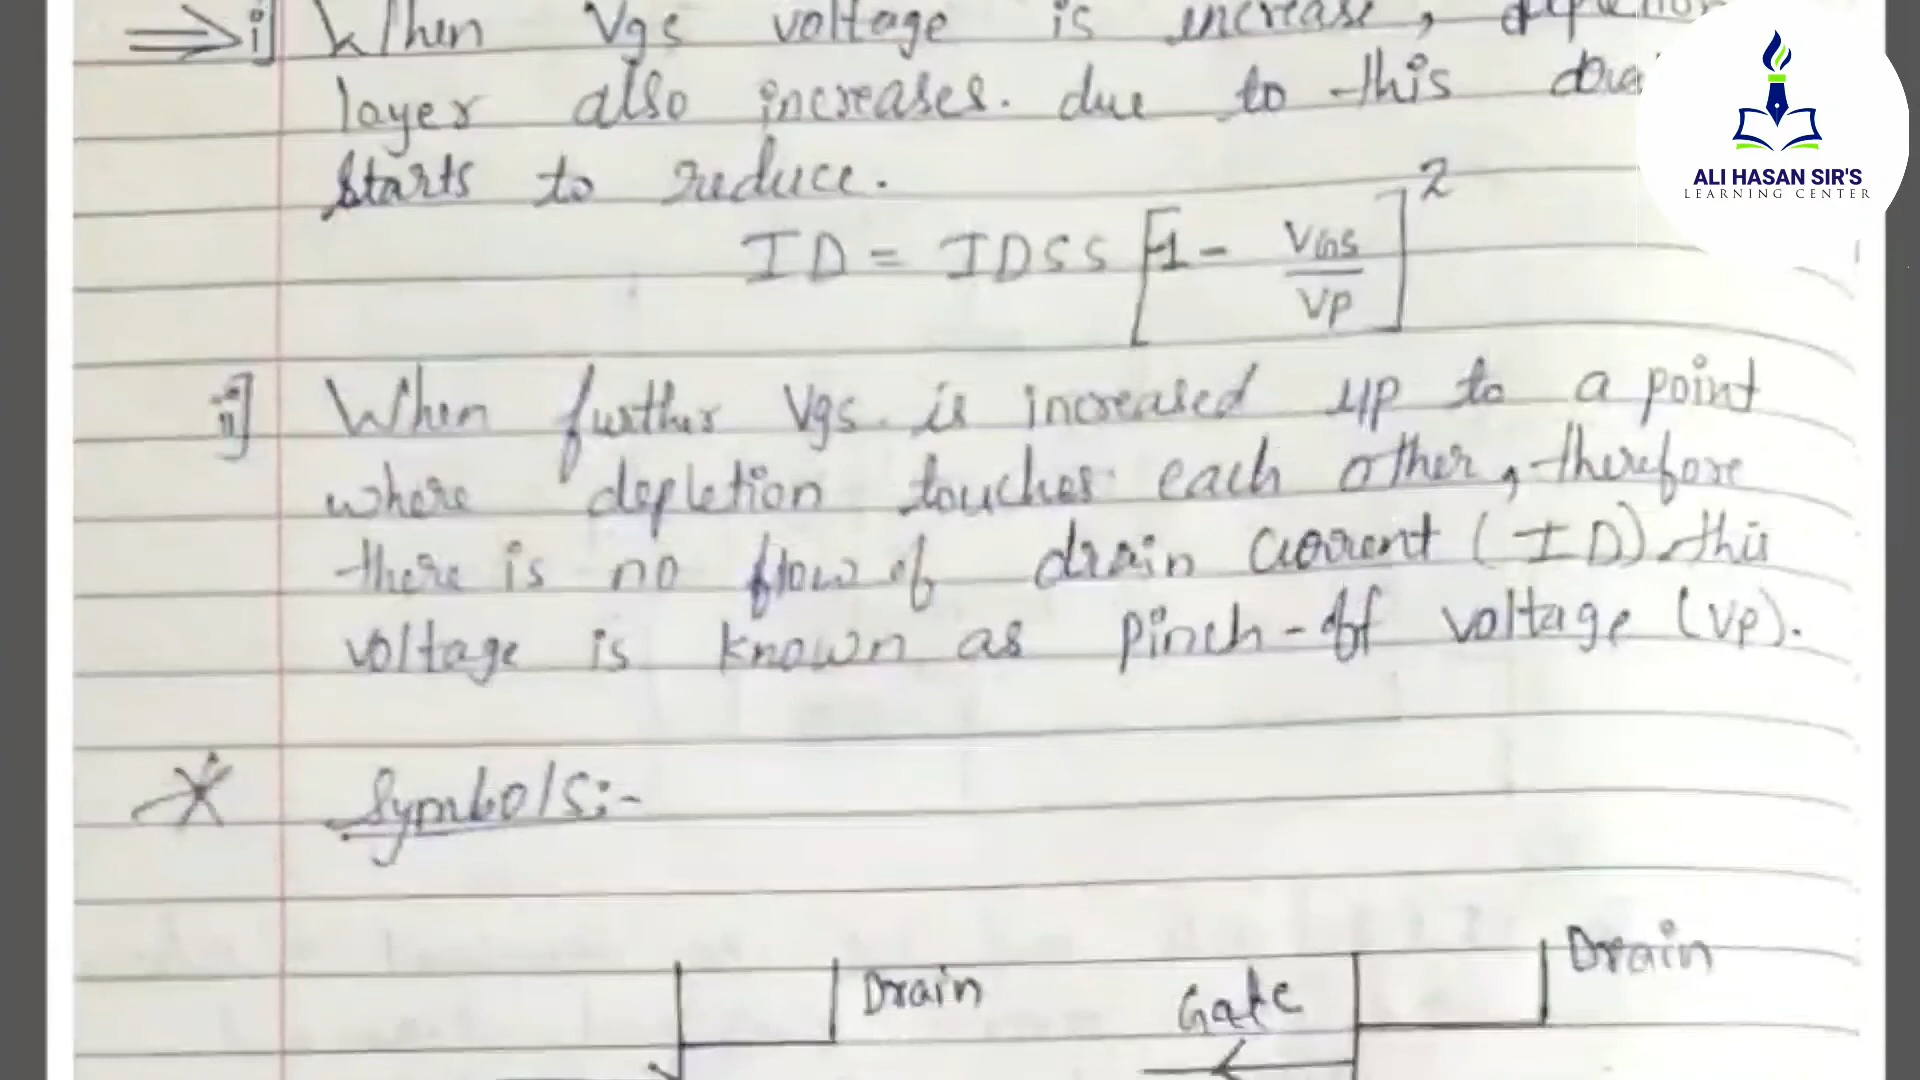 i] When Vgs voltage is increase,
layer also increases. due to this
starts to reduce.
ID = IDSS [1 - VGS/VP]²
ii] When further Vgs. is increased up to a point
where depletion touches each other, therefore
there is no flow of drain current (ID) this
voltage is known as pinch-off voltage (VP).
Symbols:-
Drain
Gate
Drain
ALI HASAN SIR'S
LEARNING CENTER